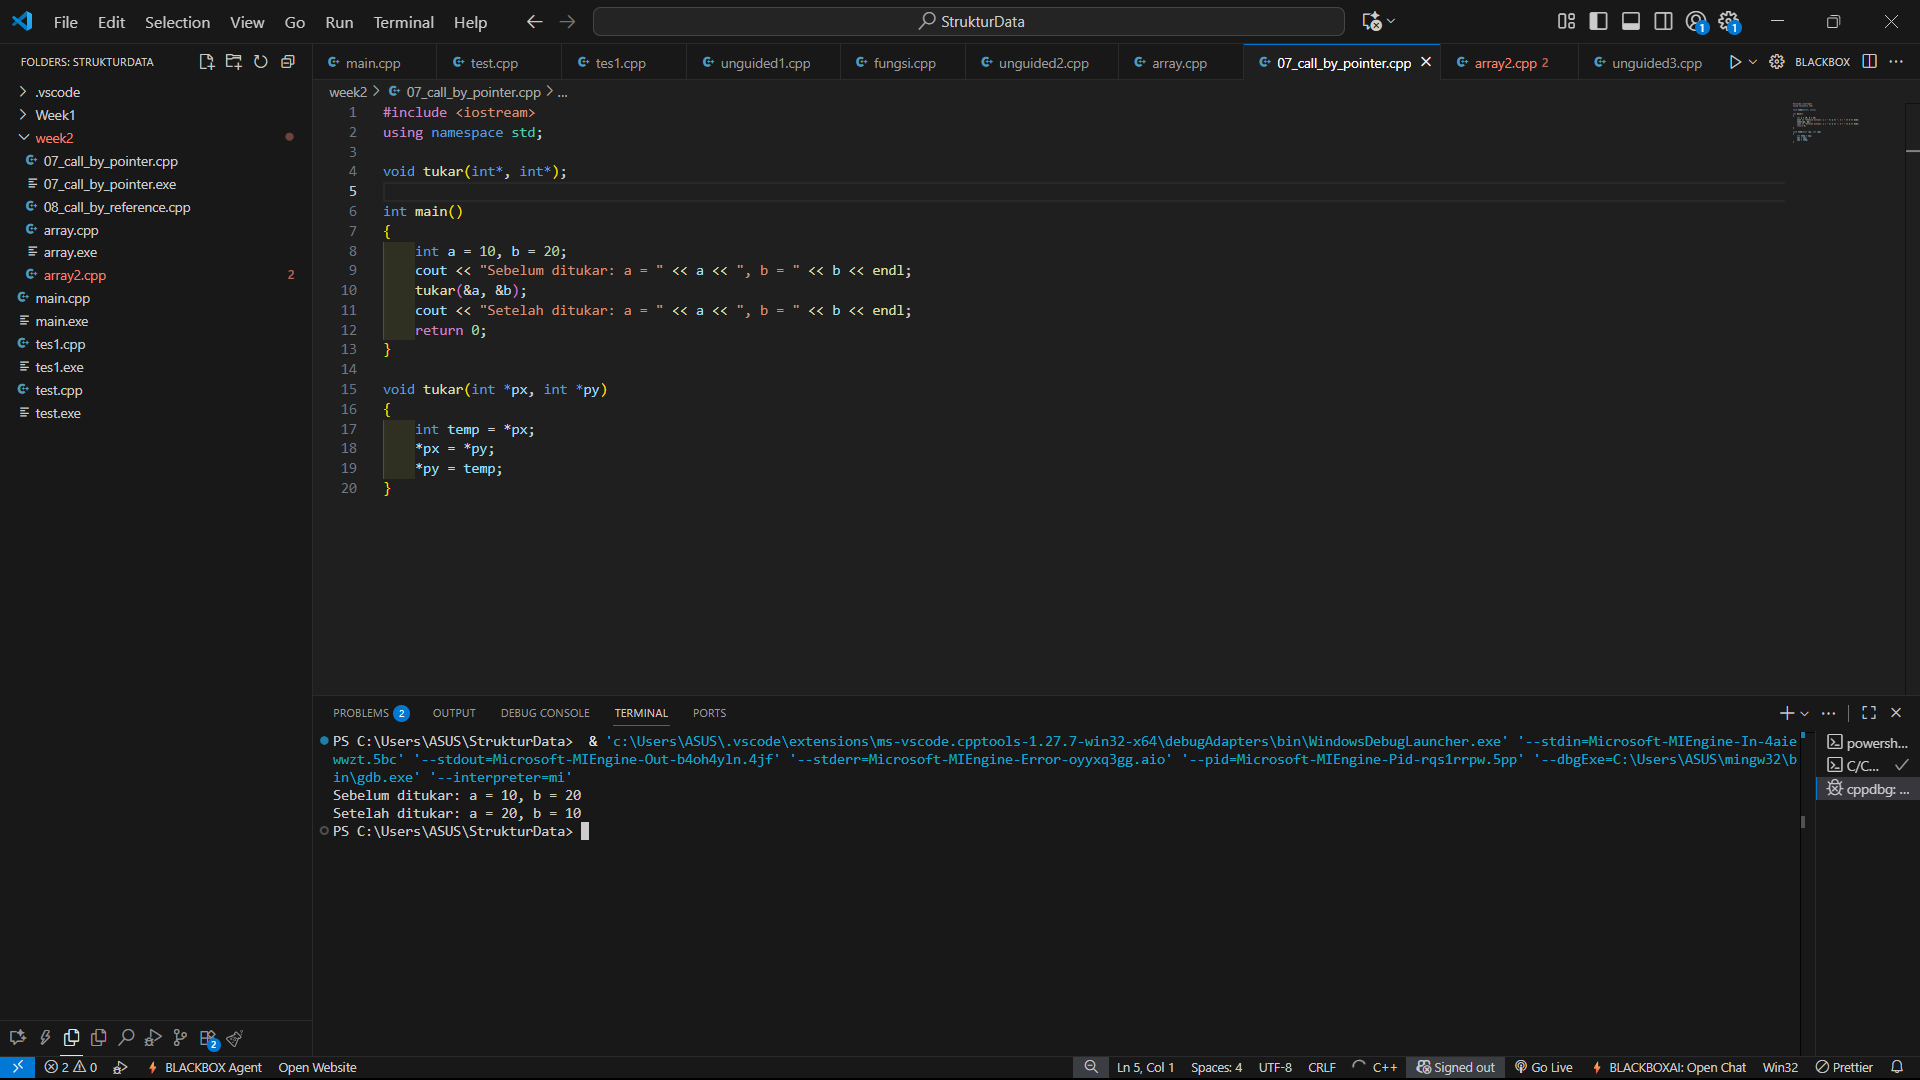 File Edit Selection View Go Run Terminal Help
StrukturData
FOLDERS: STRUKTURDATA
.vscode
Week1
week2
07_call_by_pointer.cpp
07_call_by_pointer.exe
08_call_by_reference.cpp
array.cpp
array.exe
array2.cpp 2
main.cpp
main.exe
tes1.cpp
tes1.exe
test.cpp
test.exe
main.cpp test.cpp tes1.cpp unguided1.cpp fungsi.cpp unguided2.cpp array.cpp 07_call_by_pointer.cpp array2.cpp 2 unguided3.cpp BLACKBOX
week2 > 07_call_by_pointer.cpp > ...
1 #include <iostream>
2 using namespace std;
3
4 void tukar(int*, int*);
5
6 int main()
7 {
8 int a = 10, b = 20;
9 cout << "Sebelum ditukar: a = " << a << ", b = " << b << endl;
10 tukar(&a, &b);
11 cout << "Setelah ditukar: a = " << a << ", b = " << b << endl;
12 return 0;
13 }
14
15 void tukar(int *px, int *py)
16 {
17 int temp = *px;
18 *px = *py;
19 *py = temp;
20 }
PROBLEMS 2 OUTPUT DEBUG CONSOLE TERMINAL PORTS
PS C:\Users\ASUS\StrukturData> & 'c:\Users\ASUS\.vscode\extensions\ms-vscode.cpptools-1.27.7-win32-x64\debugAdapters\bin\WindowsDebugLauncher.exe' '--stdin=Microsoft-MIEngine-In-4aie
wwzt.5bc' '--stdout=Microsoft-MIEngine-Out-b4oh4yln.4jf' '--stderr=Microsoft-MIEngine-Error-oyyxq3gg.aio' '--pid=Microsoft-MIEngine-Pid-rqs1rrpw.5pp' '--dbgExe=C:\Users\ASUS\mingw32\b
in\gdb.exe' '--interpreter=mi'
Sebelum ditukar: a = 10, b = 20
Setelah ditukar: a = 20, b = 10
PS C:\Users\ASUS\StrukturData>
powersh...
C/C...
cppdbg: ...
2 0 BLACKBOX Agent Open Website Ln 5, Col 1 Spaces: 4 UTF-8 CRLF C++ Signed out Go Live BLACKBOXAI: Open Chat Win32 Prettier